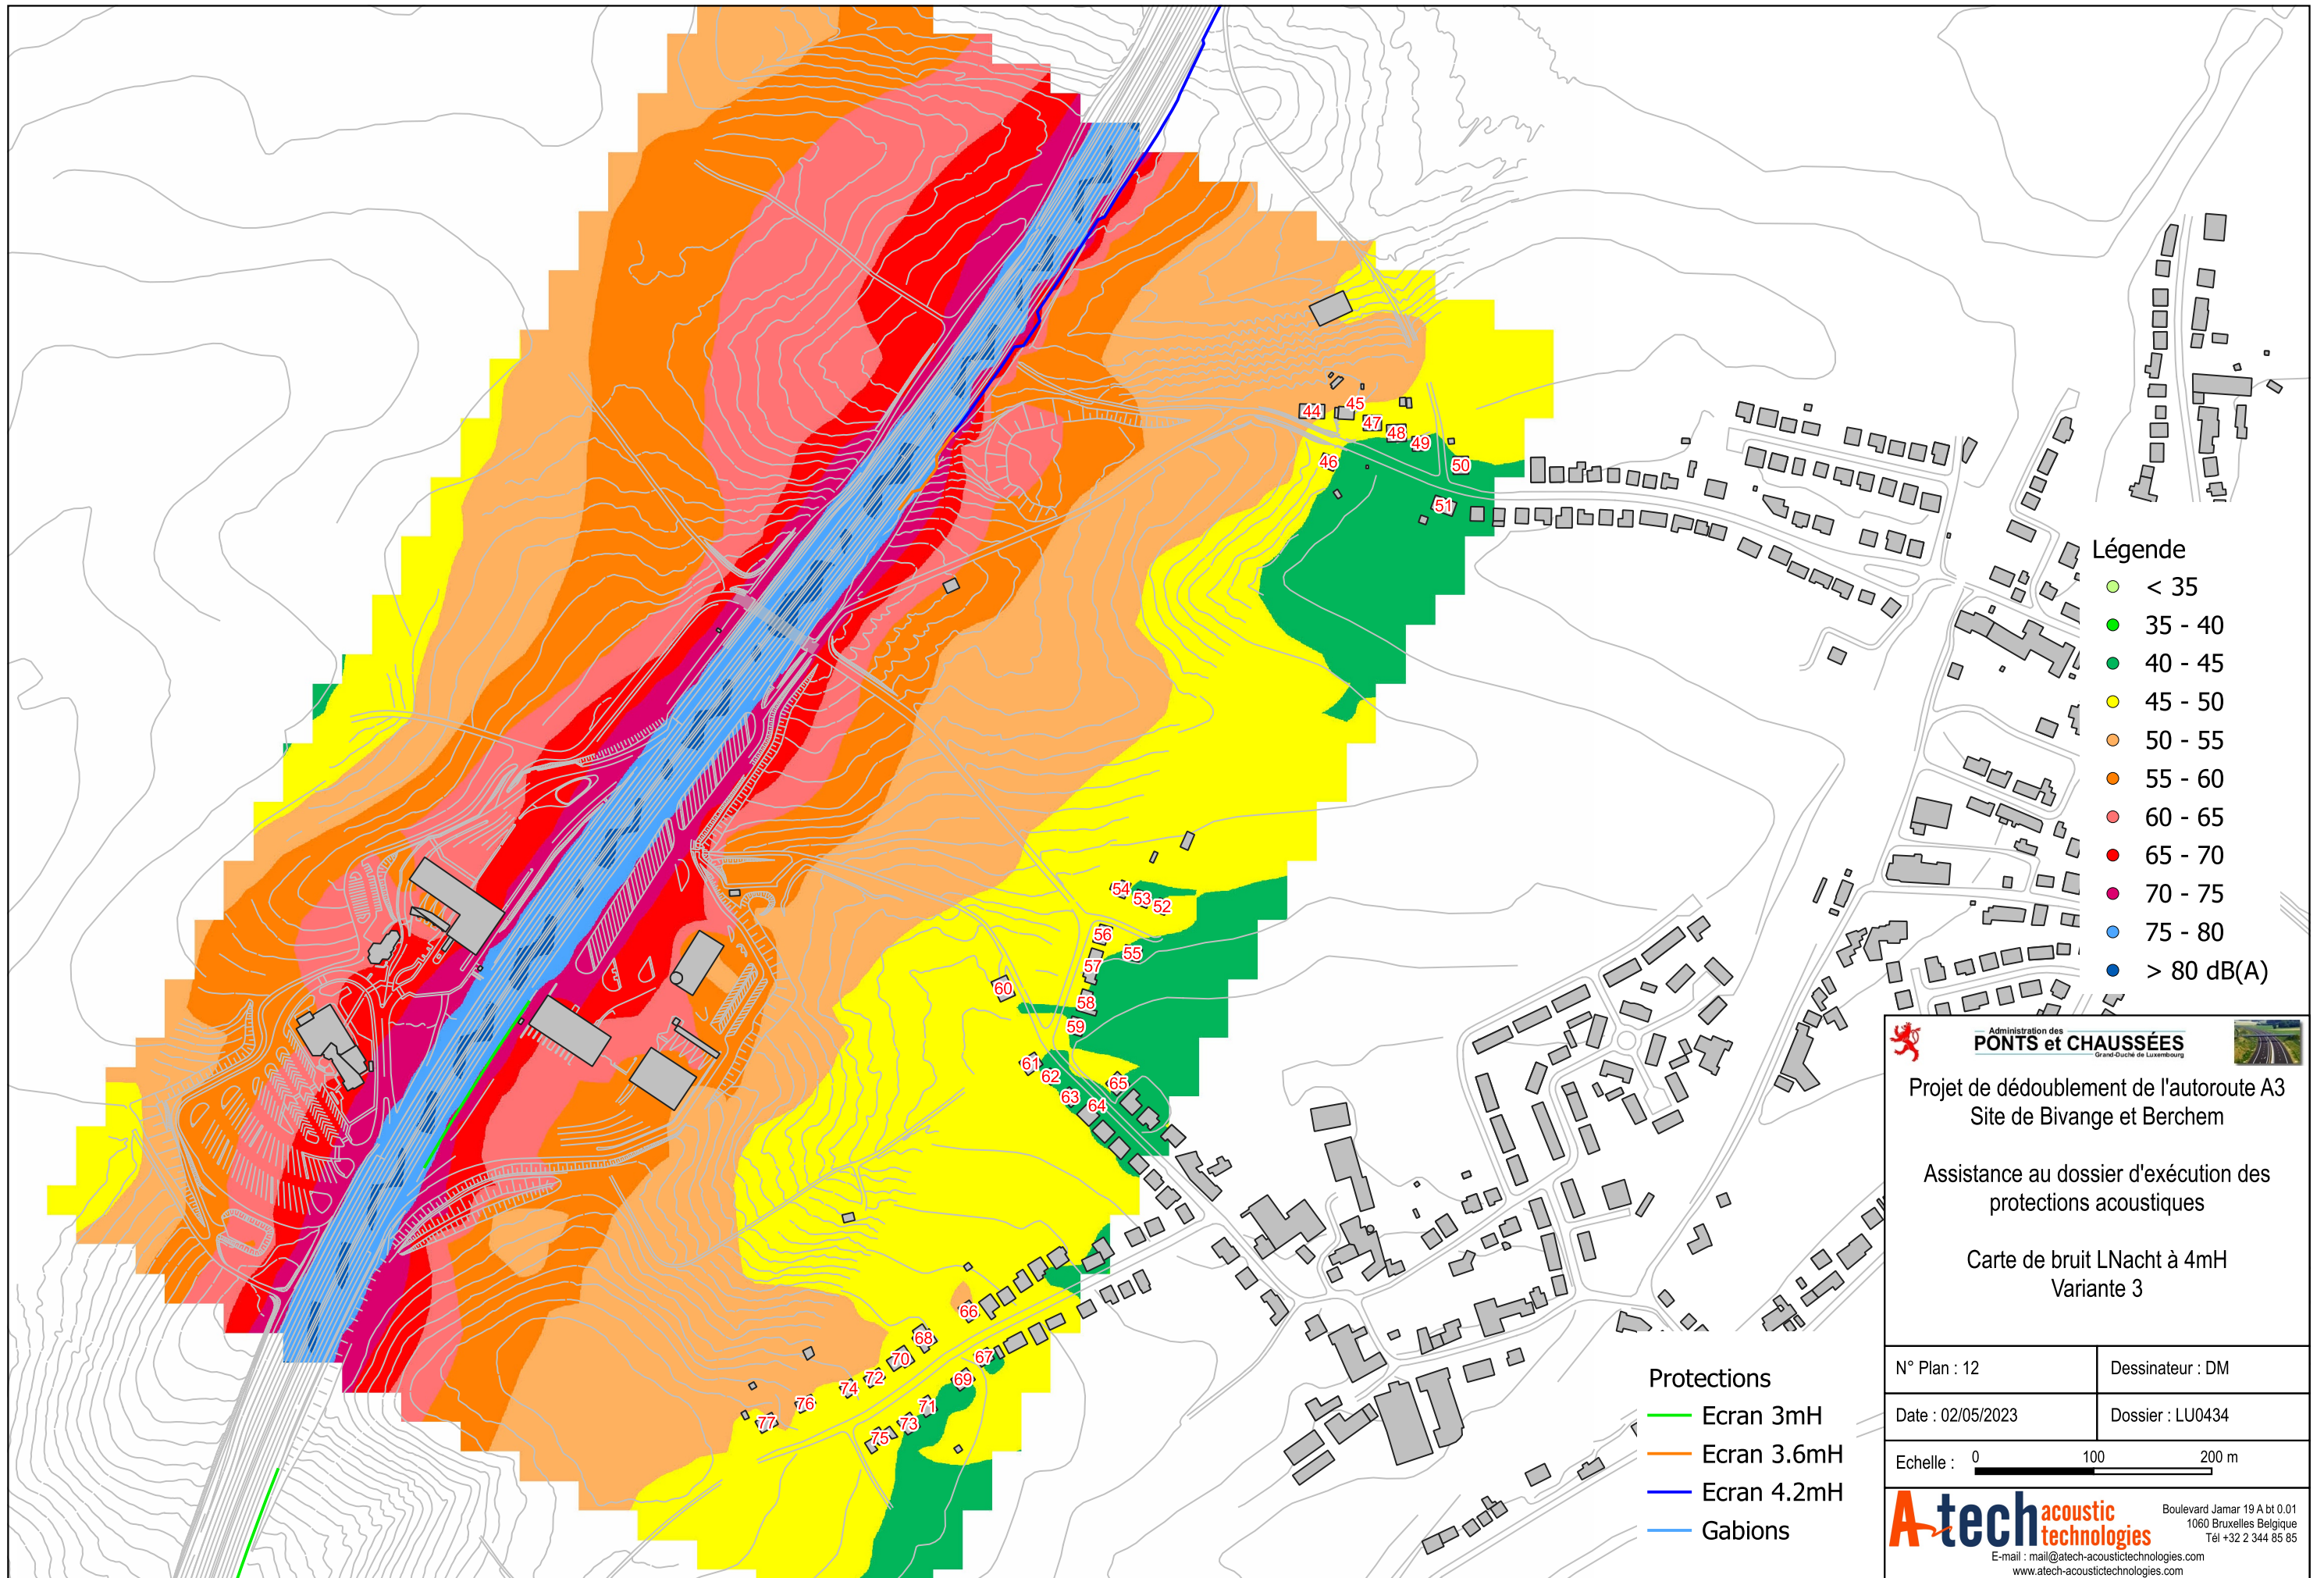 44
45
47
48
49
46
50
51
54
53
52
56
55
57
60
58
59
61
62
65
63
64
66
68
67
70
72
69
74
76
71
77
73
75
Légende
< 35
35 - 40
40 - 45
45 - 50
50 - 55
55 - 60
60 - 65
65 - 70
70 - 75
75 - 80
> 80 dB(A)
Protections
Ecran 3mH
Ecran 3.6mH
Ecran 4.2mH
Gabions
Administration des
PONTS et CHAUSSÉES
Grand-Duché de Luxembourg
Projet de dédoublement de l'autoroute A3
Site de Bivange et Berchem
Assistance au dossier d'exécution des
protections acoustiques
Carte de bruit LNacht à 4mH
Variante 3
N° Plan : 12
Dessinateur : DM
Date : 02/05/2023
Dossier : LU0434
Echelle : 0 100 200 m
A-tech acoustic technologies
Boulevard Jamar 19 A bt 0.01
1060 Bruxelles Belgique
Tél +32 2 344 85 85
E-mail : mail@atech-acoustictechnologies.com
www.atech-acoustictechnologies.com